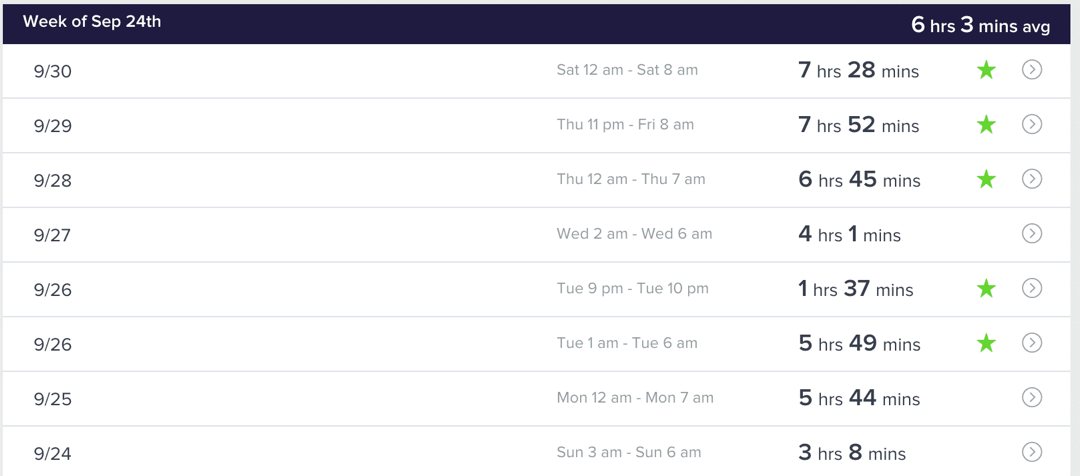 Week of Sep 24th 6 hrs 3 mins avg
9/30 Sat 12 am - Sat 8 am 7 hrs 28 mins
9/29 Thu 11 pm - Fri 8 am 7 hrs 52 mins
9/28 Thu 12 am - Thu 7 am 6 hrs 45 mins
9/27 Wed 2 am - Wed 6 am 4 hrs 1 mins
9/26 Tue 9 pm - Tue 10 pm 1 hrs 37 mins
9/26 Tue 1 am - Tue 6 am 5 hrs 49 mins
9/25 Mon 12 am - Mon 7 am 5 hrs 44 mins
9/24 Sun 3 am - Sun 6 am 3 hrs 8 mins